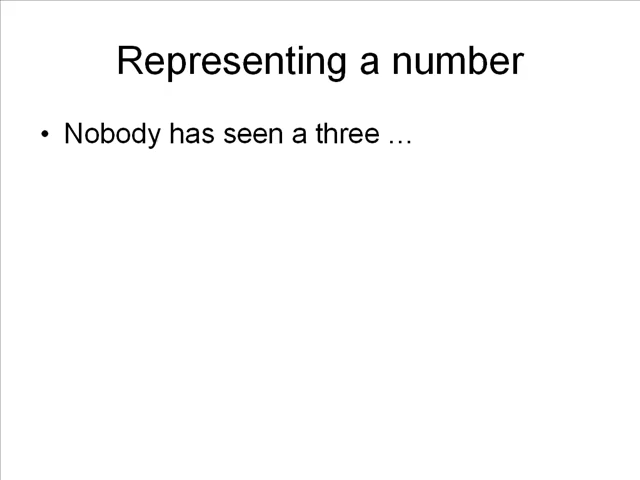 Representing a number
• Nobody has seen a three …